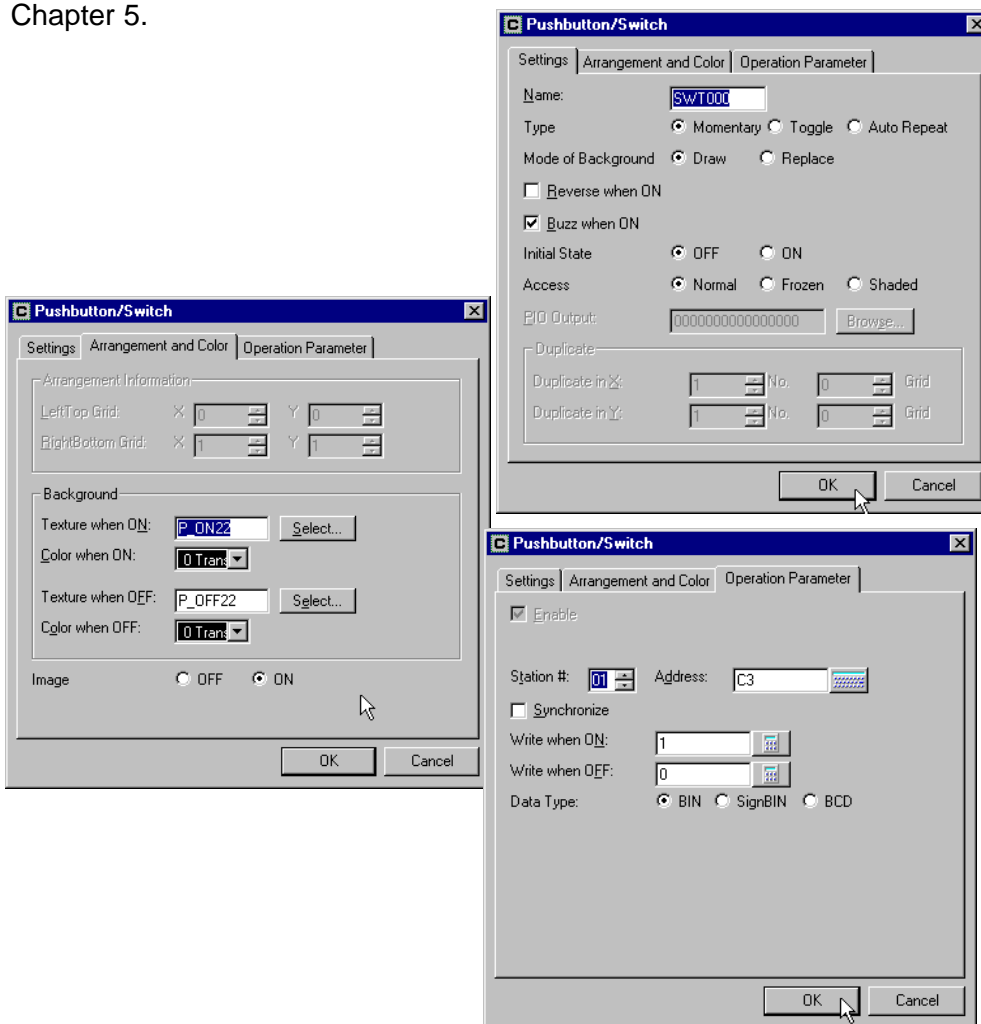 Chapter 5.
Pushbutton/Switch
Settings Arrangement and Color Operation Parameter
Name: SWT000
Type Momentary Toggle Auto Repeat
Mode of Background Draw Replace
Reverse when ON
Buzz when ON
Initial State OFF ON
Access Normal Frozen Shaded
PIO Output: 0000000000000000 Browse...
Duplicate
Duplicate in X: 1 No. 0 Grid
Duplicate in Y: 1 No. 0 Grid
OK Cancel
Pushbutton/Switch
Settings Arrangement and Color Operation Parameter
Arrangement Information
LeftTop Grid: X 0 Y 0
RightBottom Grid: X 1 Y 1
Background
Texture when ON: P_ON22 Select...
Color when ON: 0 Trans
Texture when OFF: P_OFF22 Select...
Color when OFF: 0 Trans
Image OFF ON
OK Cancel
Pushbutton/Switch
Settings Arrangement and Color Operation Parameter
Enable
Station #: 01 Address: C3
Synchronize
Write when ON: 1
Write when OFF: 0
Data Type: BIN SignBIN BCD
OK Cancel